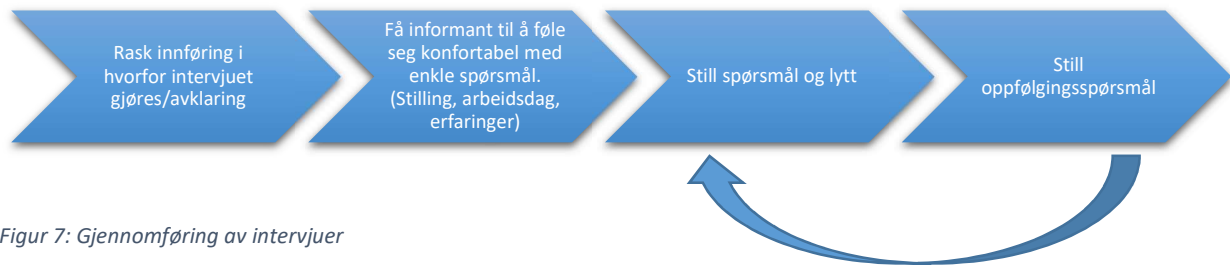 Rask innføring i
hvorfor intervjuet
gjøres/avklaring
Få informant til å føle
seg konfortabel med
enkle spørsmål.
(Stilling, arbeidsdag,
erfaringer)
Still spørsmål og lytt
Still
oppfølgingsspørsmål
Figur 7: Gjennomføring av intervjuer